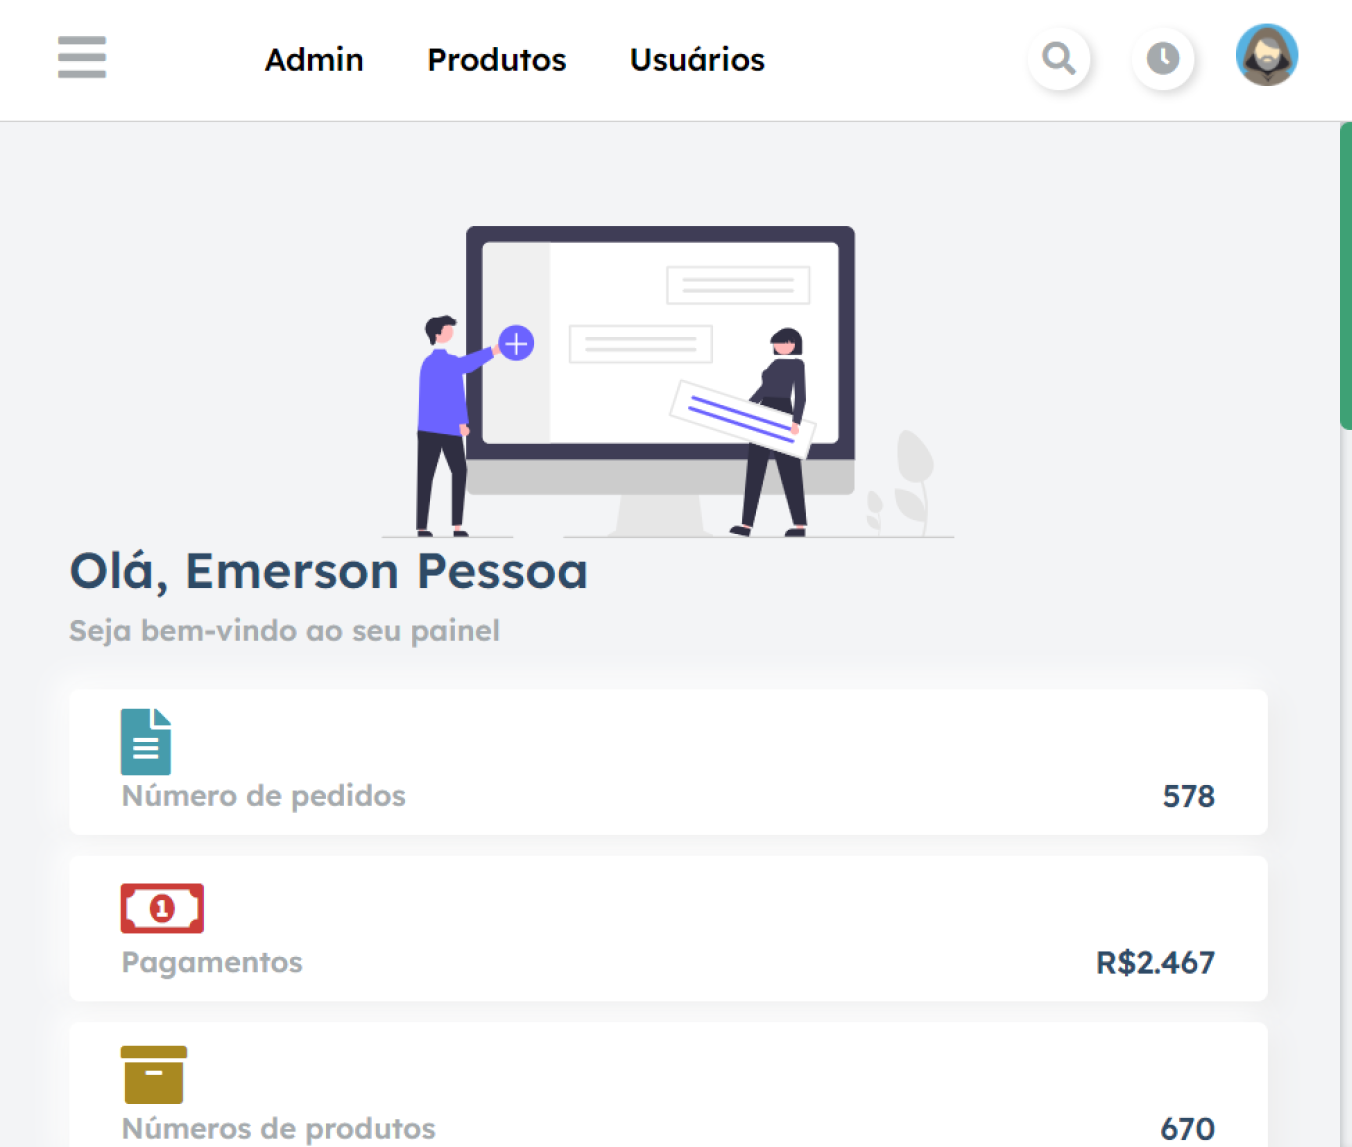 Admin Produtos Usuários
Olá, Emerson Pessoa
Seja bem-vindo ao seu painel
Número de pedidos 578
1
Pagamentos R$2.467
Números de produtos 670